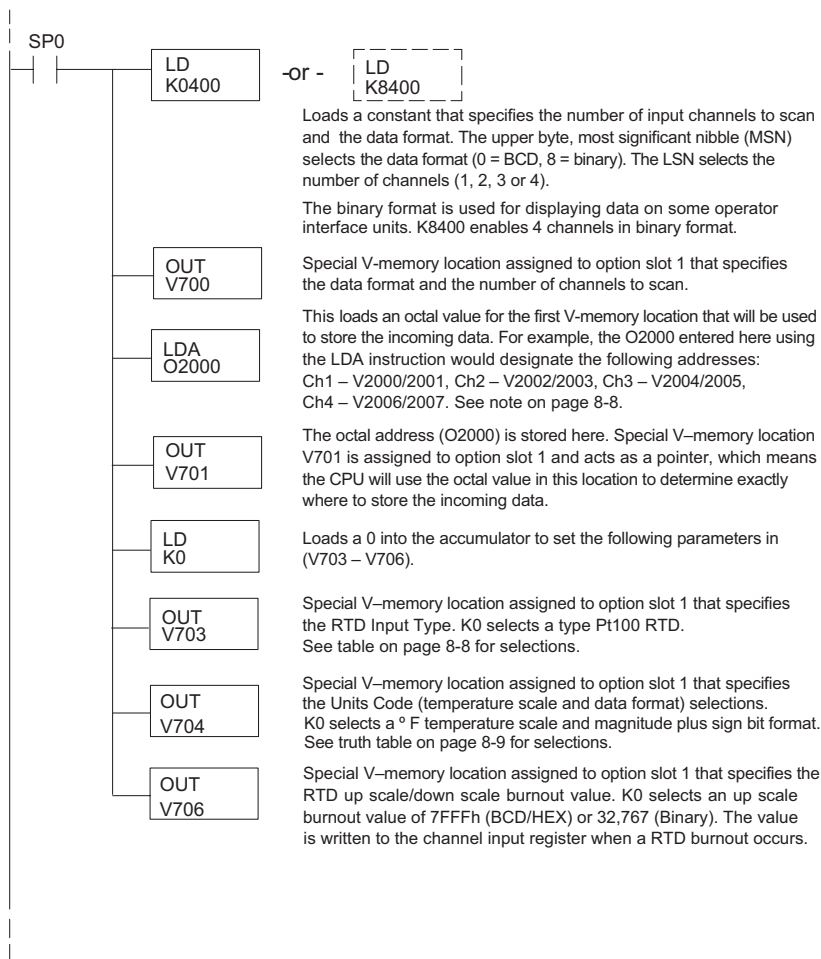 SP0
LD
K0400
-or -
LD
K8400
Loads a constant that specifies the number of input channels to scan
and the data format. The upper byte, most significant nibble (MSN)
selects the data format (0 = BCD, 8 = binary). The LSN selects the
number of channels (1, 2, 3 or 4).
The binary format is used for displaying data on some operator
interface units. K8400 enables 4 channels in binary format.
OUT
V700
Special V-memory location assigned to option slot 1 that specifies
the data format and the number of channels to scan.
LDA
O2000
This loads an octal value for the first V-memory location that will be used
to store the incoming data. For example, the O2000 entered here using
the LDA instruction would designate the following addresses:
Ch1 – V2000/2001, Ch2 – V2002/2003, Ch3 – V2004/2005,
Ch4 – V2006/2007. See note on page 8-8.
OUT
V701
The octal address (O2000) is stored here. Special V–memory location
V701 is assigned to option slot 1 and acts as a pointer, which means
the CPU will use the octal value in this location to determine exactly
where to store the incoming data.
LD
K0
Loads a 0 into the accumulator to set the following parameters in
(V703 – V706).
OUT
V703
Special V–memory location assigned to option slot 1 that specifies
the RTD Input Type. K0 selects a type Pt100 RTD.
See table on page 8-8 for selections.
OUT
V704
Special V–memory location assigned to option slot 1 that specifies
the Units Code (temperature scale and data format) selections.
K0 selects a º F temperature scale and magnitude plus sign bit format.
See truth table on page 8-9 for selections.
OUT
V706
Special V–memory location assigned to option slot 1 that specifies the
RTD up scale/down scale burnout value. K0 selects an up scale
burnout value of 7FFFh (BCD/HEX) or 32,767 (Binary). The value
is written to the channel input register when a RTD burnout occurs.